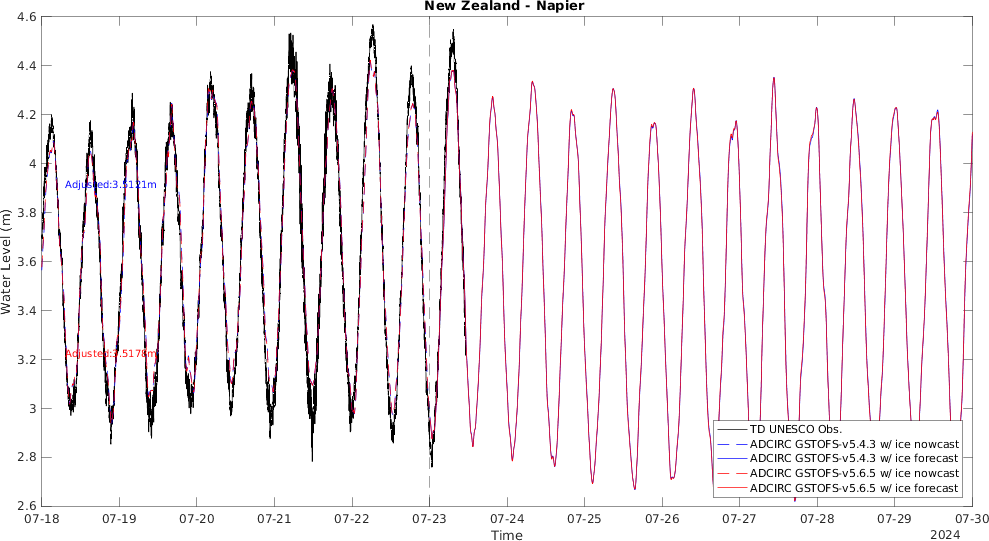 New Zealand - Napier
4.6
4.4
4.2
4
3.8
3.6
3.4
3.2
3
2.8
2.6
Water Level (m)
Adjusted:3.5121m
Adjusted:3.5178m
TD UNESCO Obs.
ADCIRC GSTOFS-v5.4.3 w/ ice nowcast
ADCIRC GSTOFS-v5.4.3 w/ ice forecast
ADCIRC GSTOFS-v5.6.5 w/ ice nowcast
ADCIRC GSTOFS-v5.6.5 w/ ice forecast
07-18 07-19 07-20 07-21 07-22 07-23 07-24 07-25 07-26 07-27 07-28 07-29 07-30
Time
2024